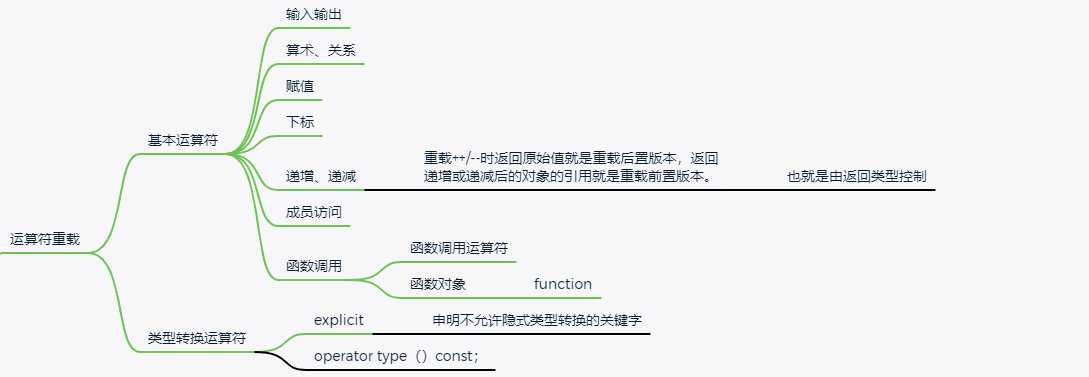 输入输出
算术、关系
赋值
下标
基本运算符
重载++/--时返回原始值就是重载后置版本，返回
递增或递减后的对象的引用就是重载前置版本。
递增、递减
也就是由返回类型控制
成员访问
运算符重载
函数调用运算符
函数调用
函数对象
function
explicit
申明不允许隐式类型转换的关键字
类型转换运算符
operator type（）const；